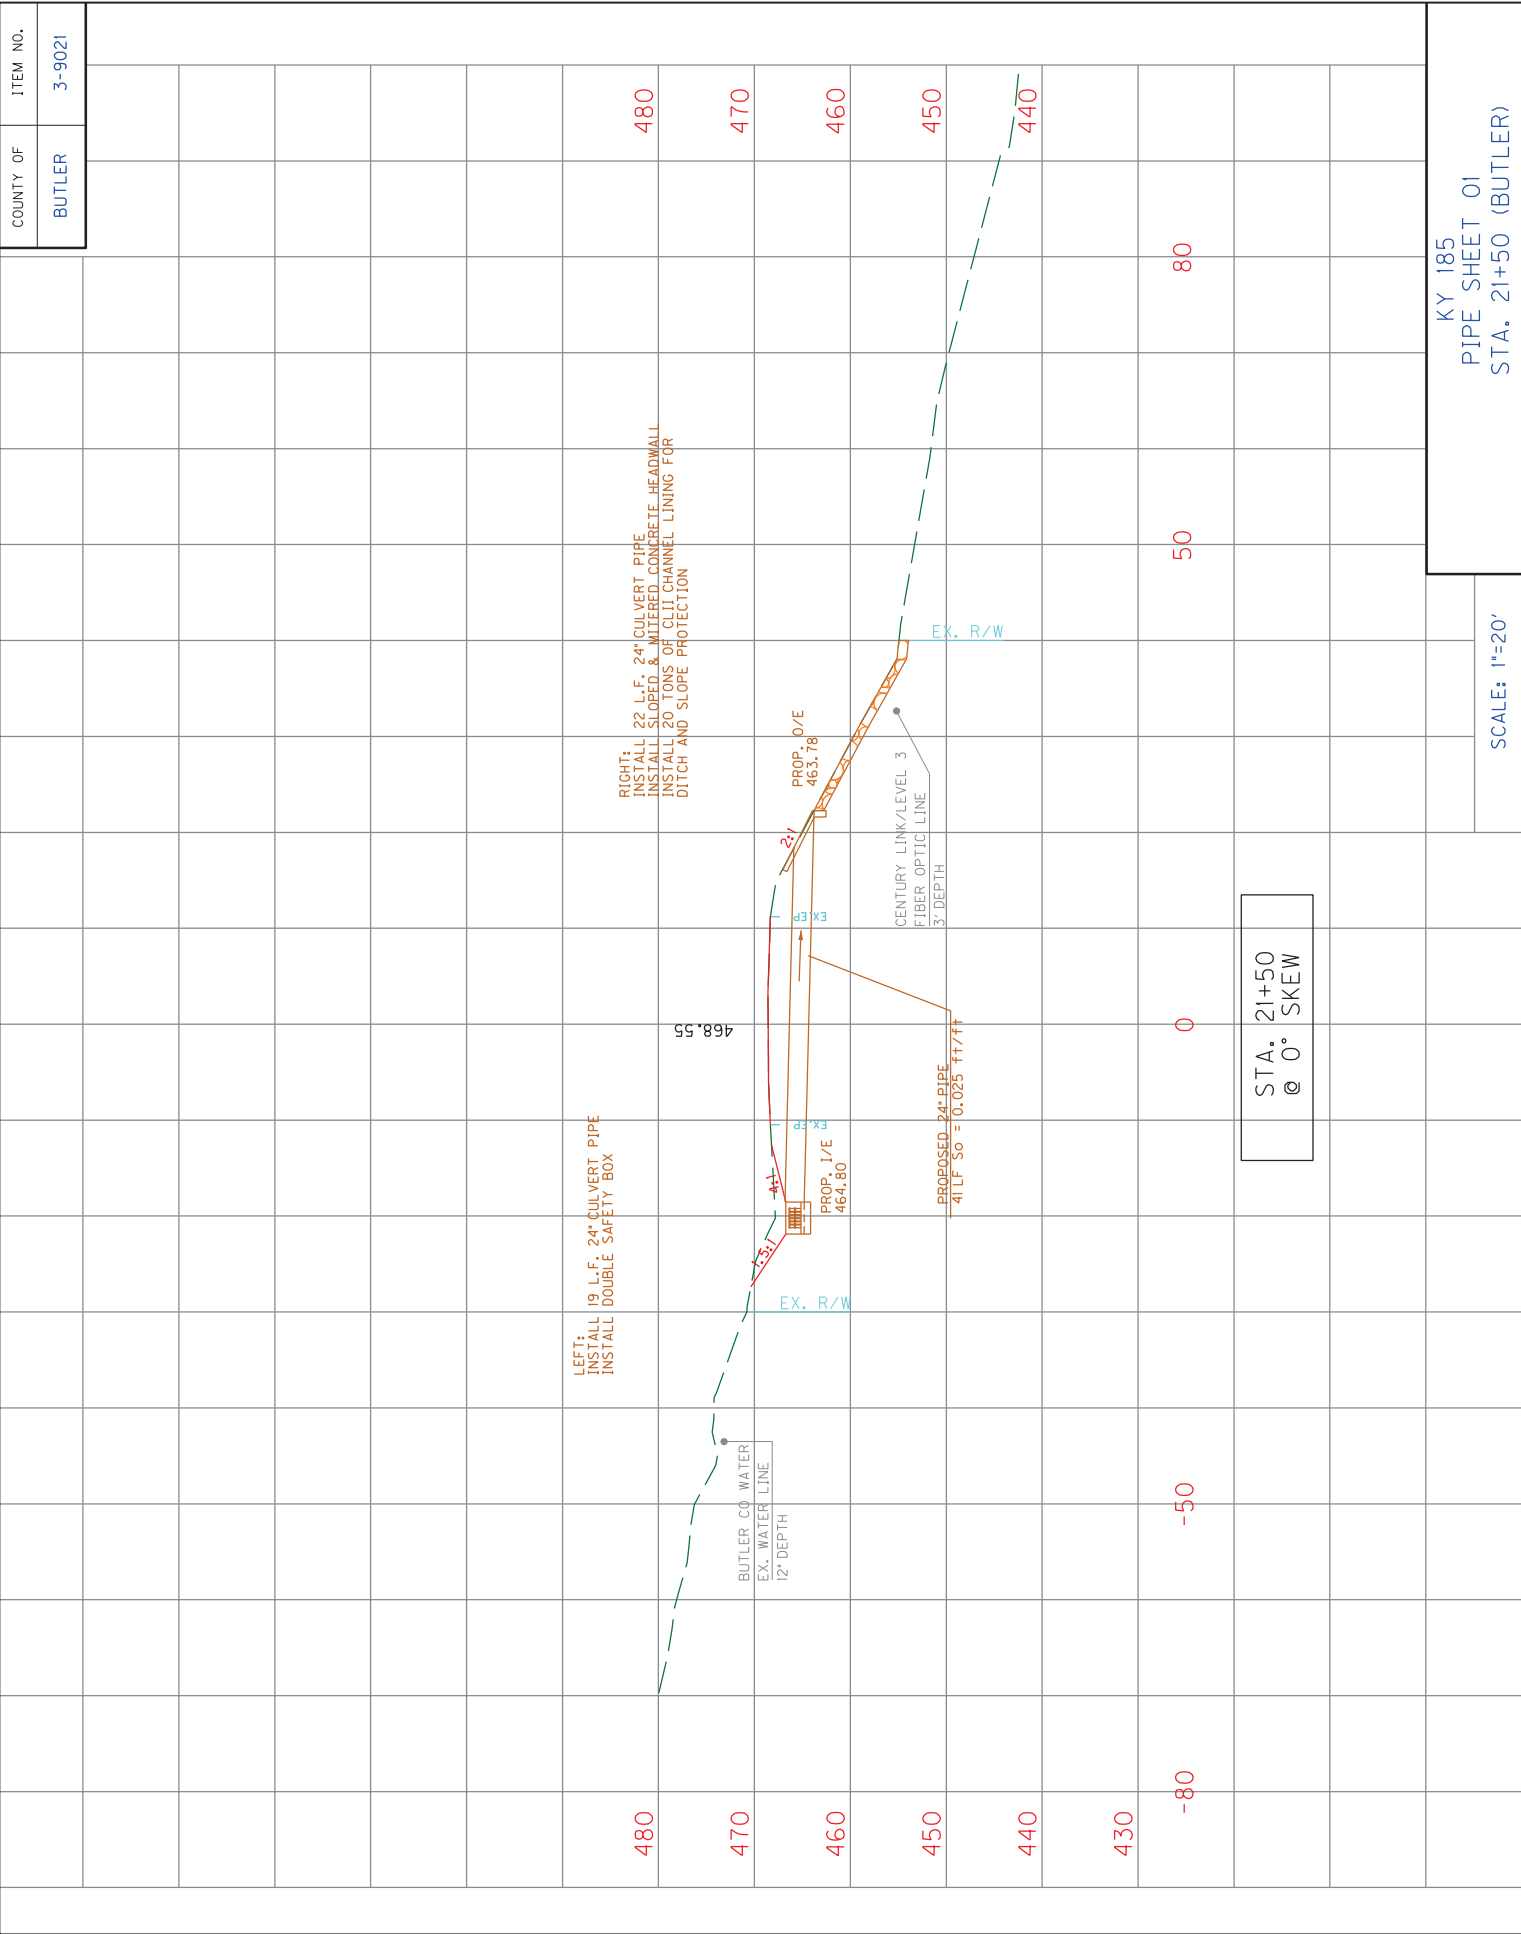 COUNTY OF
ITEM NO.
BUTLER
3-9021
LEFT:
INSTALL 19 L.F. 24" CULVERT PIPE
INSTALL DOUBLE SAFETY BOX
RIGHT:
INSTALL 22 L.F. 24" CULVERT PIPE
INSTALL SLOPED & MITERED CONCRETE HEADWALL
INSTALL 20 TONS OF CLII CHANNEL LINING FOR
DITCH AND SLOPE PROTECTION
480
480
470
470
460
460
450
450
440
440
430
468.55
BUTLER CO WATER
EX. WATER LINE
12" DEPTH
EX. R/W
1.5:1
4:1
EX.EP
EX.EP
2:1
PROP. I/E
464.80
PROP. O/E
463.78
EX. R/W
CENTURY LINK/LEVEL 3
FIBER OPTIC LINE
3' DEPTH
PROPOSED 24" PIPE
41 LF So = 0.025 ft/ft
-80
-50
0
50
80
STA. 21+50
@ 0° SKEW
SCALE: 1"=20'
KY 185
PIPE SHEET 01
STA. 21+50 (BUTLER)